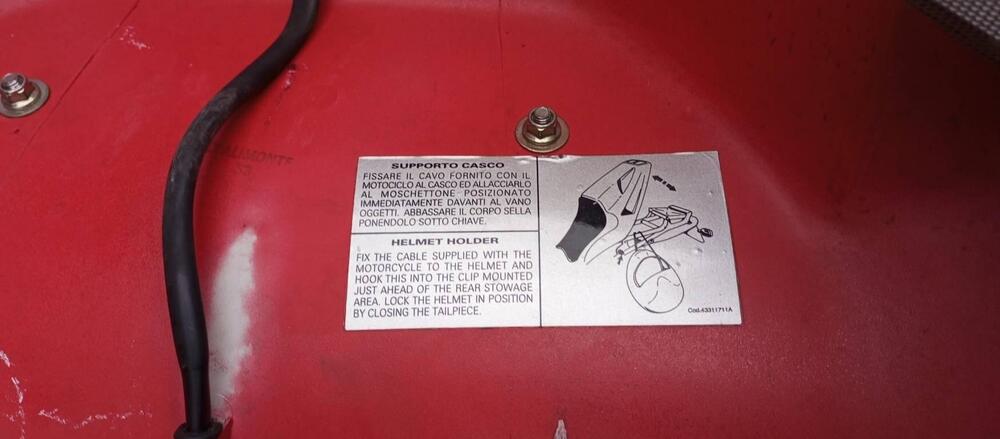 SUPPORTO CASCO
FISSARE IL CAVO FORNITO CON IL
MOTOCICLO AL CASCO ED ALLACCIARLO
AL MOSCHETTONE POSIZIONATO
IMMEDIATAMENTE DAVANTI AL VANO
OGGETTI. ABBASSARE IL CORPO SELLA
PONENDOLO SOTTO CHIAVE.
HELMET HOLDER
FIX THE CABLE SUPPLIED WITH THE
MOTORCYCLE TO THE HELMET AND
HOOK THIS INTO THE CLIP MOUNTED
JUST AHEAD OF THE REAR STOWAGE
AREA. LOCK THE HELMET IN POSITION
BY CLOSING THE TAILPIECE.
Cod.43311711A